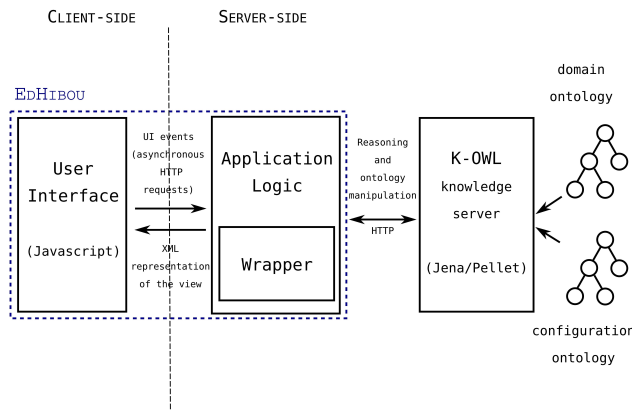 CLIENT-SIDE
SERVER-SIDE
EDHIBOU
User
Interface
(Javascript)
UI events
(asynchronous
HTTP
requests)
XML
representation
of the view
Application
Logic
Wrapper
Reasoning
and
ontology
manipulation
HTTP
K-OWL
knowledge
server
(Jena/Pellet)
domain
ontology
configuration
ontology